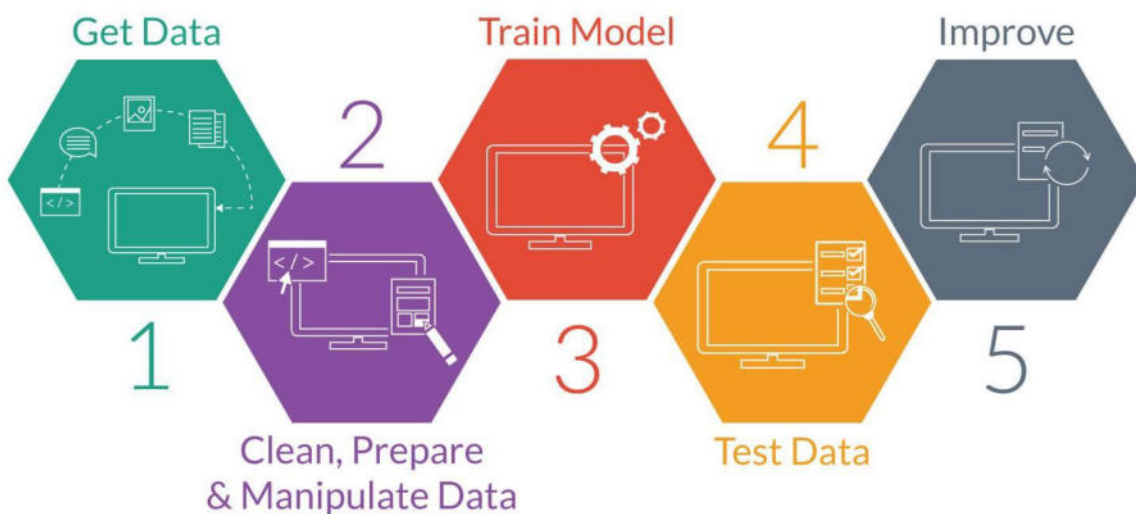 Get Data
1
2
Clean, Prepare
& Manipulate Data
Train Model
3
4
Test Data
Improve
5
</> 
</>